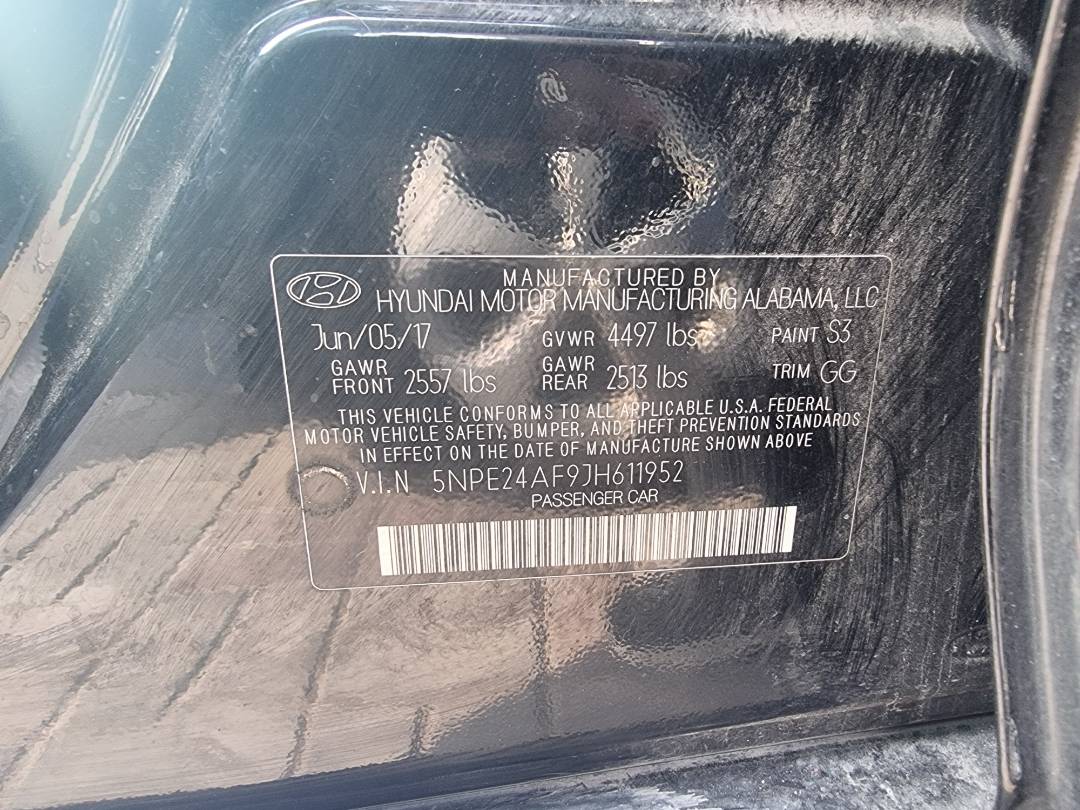 MANUFACTURED BY
HYUNDAI MOTOR MANUFACTURING ALABAMA, LLC
Jun/05/17 GVWR 4497 lbs PAINT S3
GAWR FRONT 2557 lbs GAWR REAR 2513 lbs TRIM GG
THIS VEHICLE CONFORMS TO ALL APPLICABLE U.S.A. FEDERAL
MOTOR VEHICLE SAFETY, BUMPER, AND THEFT PREVENTION STANDARDS
IN EFFECT ON THE DATE OF MANUFACTURE SHOWN ABOVE
V.I.N 5NPE24AF9JH611952
PASSENGER CAR